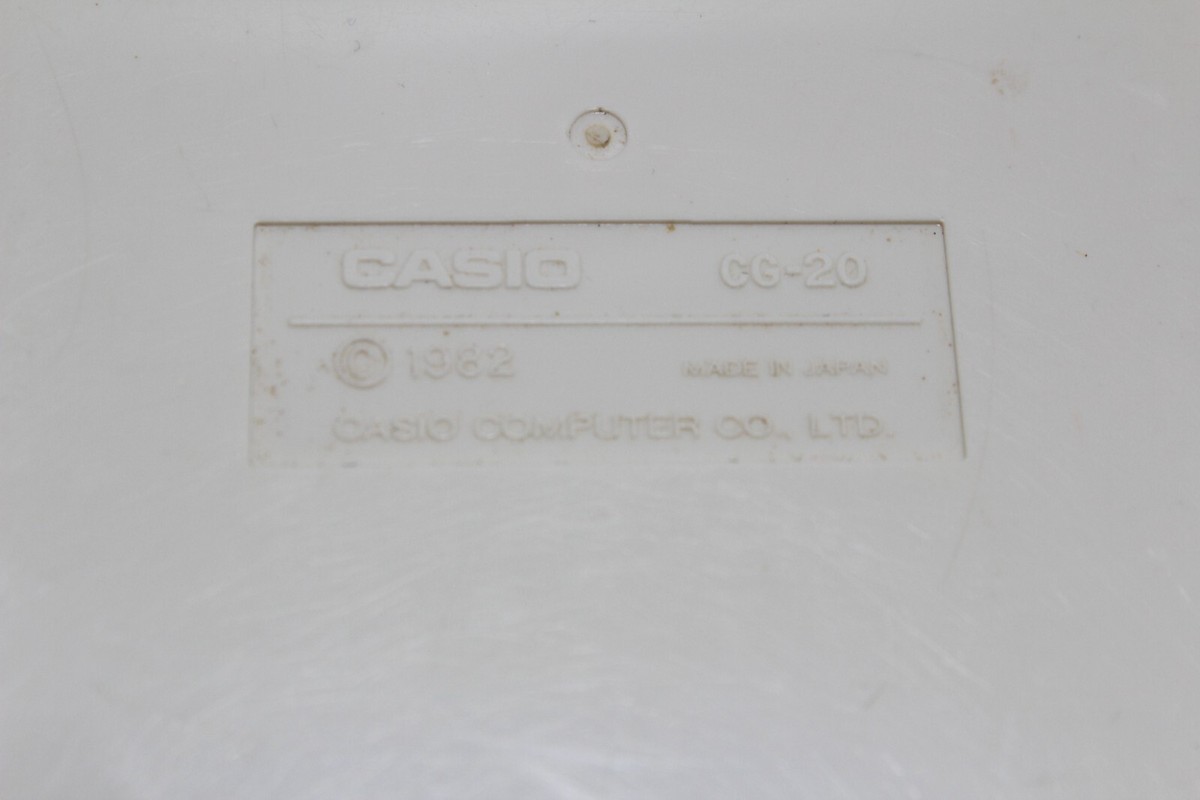 CASIO CG-20
© 1982 MADE IN JAPAN
CASIO COMPUTER CO., LTD.